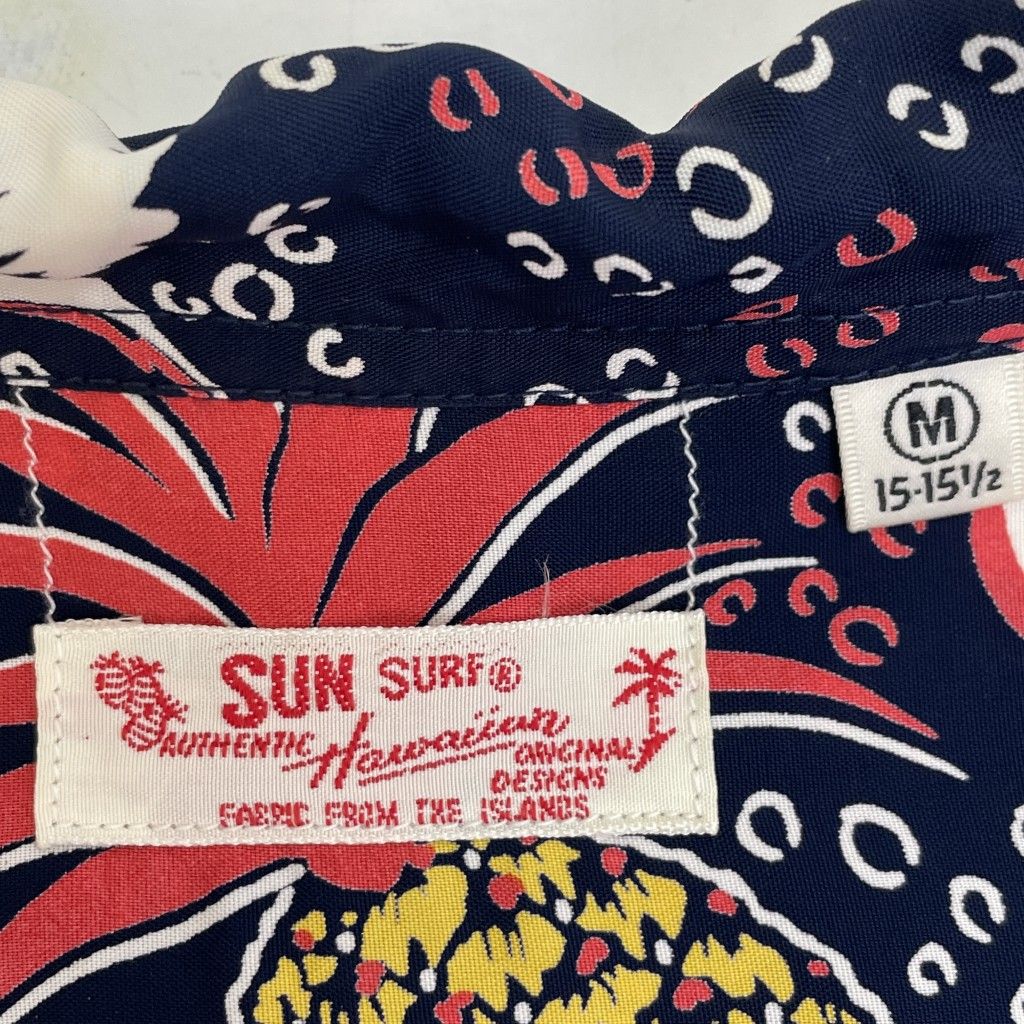 M
15-15½
SUN SURF®
AUTHENTIC Hawaiian ORIGINAL
DESIGNS
FABRIC FROM THE ISLANDS